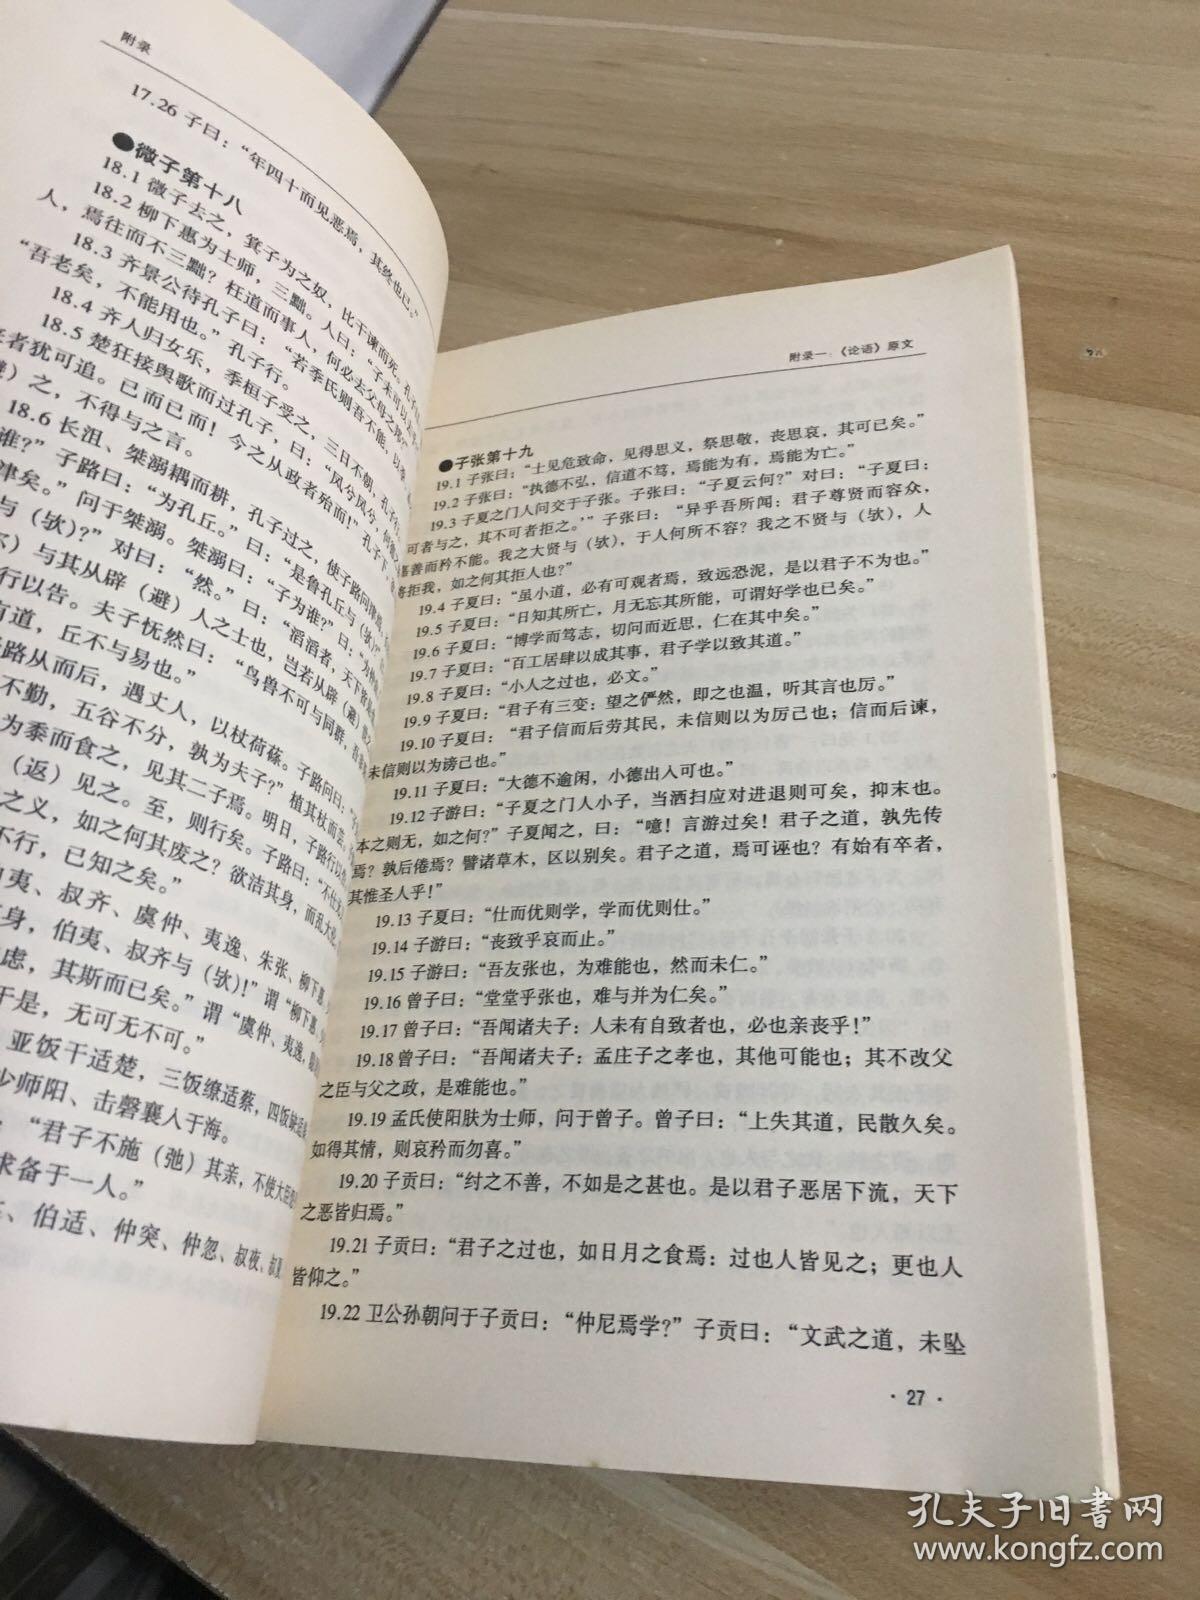 附录
17.26 子曰：“年四十而见恶焉，其终也已。”
●微子第十八
18.1 微子去之，箕子为之奴，比干谏而死。孔子
18.2 柳下惠为士师，三黜。人曰：“子未可以去
人，焉往而不三黜？枉道而事人，何必去父母之邦
18.3 齐景公待孔子曰：“若季氏则吾不能，以季
“吾老矣，不能用也。”孔子行。
18.4 齐人归女乐，季桓子受之，三日不朝，孔子行。
18.5 楚狂接舆歌而过孔子，曰：“凤兮凤兮，何德之
者犹可追。已而已而！今之从政者殆而！”孔子下，
）之，不得与之言。
18.6 长沮、桀溺耦而耕，孔子过之，使子路问津焉。
谁？”子路曰：“为孔丘。”曰：“是鲁孔丘与（欤）？”
津矣。”问于桀溺。桀溺曰：“子为谁？”曰：“为仲由
与（欤）？”对曰：“然。”曰：“滔滔者，天下皆是也
）与其从辟（避）人之士也，岂若从辟（避）世之
行以告。夫子怃然曰：“鸟兽不可与同群，吾非
有道，丘不与易也。”
路从而后，遇丈人，以杖荷蓧。子路问曰：“子
不勤，五谷不分，孰为夫子？”植其杖而芸。
为黍而食之，见其二子焉。明日，子路行以告
（返）见之。至，则行矣。子路曰：“不仕无
之义，如之何其废之？欲洁其身，而乱大伦。
不行，已知之矣。”
夷、叔齐、虞仲、夷逸、朱张、柳下惠、
身，伯夷、叔齐与（欤）！”谓“柳下惠、
虑，其斯而已矣。”谓“虞仲、夷逸，
于是，无可无不可。”
亚饭干适楚，三饭缭适蔡，四饭缺适
少师阳、击磬襄入于海。
：“君子不施（弛）其亲，不使大臣
求备于一人。”
、伯适、仲突、仲忽、叔夜、叔夏
附录一：《论语》原文
●子张第十九
19.1 子张曰：“士见危致命，见得思义，祭思敬，丧思哀，其可已矣。”
19.2 子张曰：“执德不弘，信道不笃，焉能为有，焉能为亡。”
19.3 子夏之门人问交于子张。子张曰：“子夏云何？”对曰：“子夏曰：
可者与之，其不可者拒之。’”子张曰：“异乎吾所闻：君子尊贤而容众，
嘉善而矜不能。我之大贤与（欤），于人何所不容？我之不贤与（欤），人
将拒我，如之何其拒人也？”
19.4 子夏曰：“虽小道，必有可观者焉，致远恐泥，是以君子不为也。”
19.5 子夏曰：“日知其所亡，月无忘其所能，可谓好学也已矣。”
19.6 子夏曰：“博学而笃志，切问而近思，仁在其中矣。”
19.7 子夏曰：“百工居肆以成其事，君子学以致其道。”
19.8 子夏曰：“小人之过也，必文。”
19.9 子夏曰：“君子有三变：望之俨然，即之也温，听其言也厉。”
19.10 子夏曰：“君子信而后劳其民，未信则以为厉己也；信而后谏，
未信则以为谤己也。”
19.11 子夏曰：“大德不逾闲，小德出入可也。”
19.12 子游曰：“子夏之门人小子，当洒扫应对进退则可矣，抑末也。
本之则无，如之何？”子夏闻之，曰：“噫！言游过矣！君子之道，孰先传
焉？孰后倦焉？譬诸草木，区以别矣。君子之道，焉可诬也？有始有卒者，
其惟圣人乎！”
19.13 子夏曰：“仕而优则学，学而优则仕。”
19.14 子游曰：“丧致乎哀而止。”
19.15 子游曰：“吾友张也，为难能也，然而未仁。”
19.16 曾子曰：“堂堂乎张也，难与并为仁矣。”
19.17 曾子曰：“吾闻诸夫子：人未有自致者也，必也亲丧乎！”
19.18 曾子曰：“吾闻诸夫子：孟庄子之孝也，其他可能也；其不改父
之臣与父之政，是难能也。”
19.19 孟氏使阳肤为士师，问于曾子。曾子曰：“上失其道，民散久矣。
如得其情，则哀矜而勿喜。”
19.20 子贡曰：“纣之不善，不如是之甚也。是以君子恶居下流，天下
之恶皆归焉。”
19.21 子贡曰：“君子之过也，如日月之食焉：过也人皆见之；更也人
皆仰之。”
19.22 卫公孙朝问于子贡曰：“仲尼焉学？”子贡曰：“文武之道，未坠
· 27 ·
孔夫子旧书网
www.kongfz.com